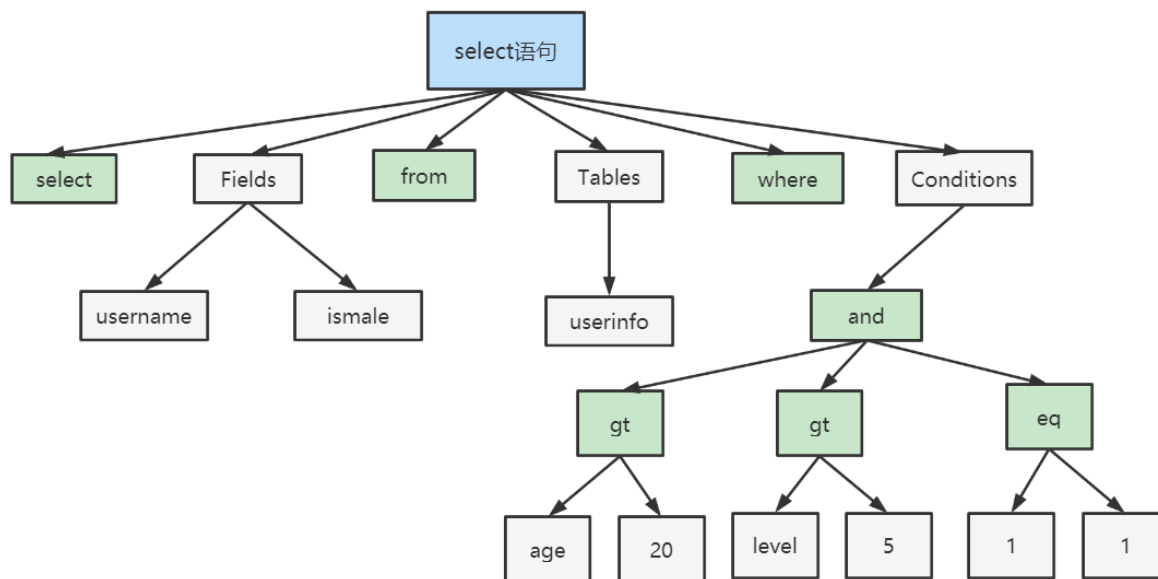 select语句
select
Fields
from
Tables
where
Conditions
username
ismale
userinfo
and
gt
gt
eq
age
20
level
5
1
1